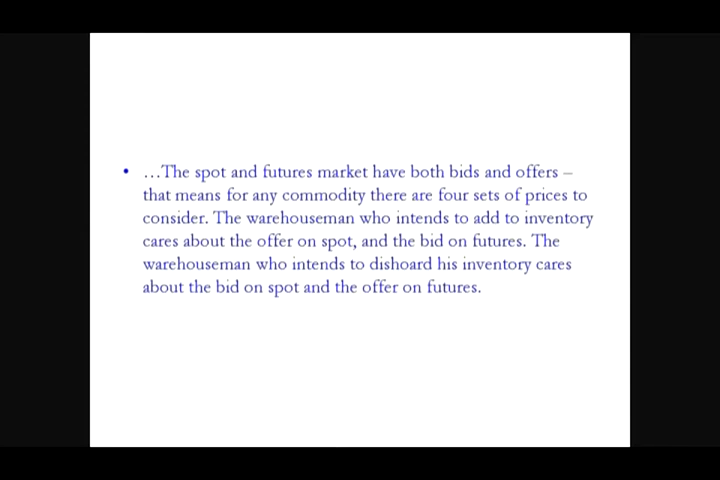 • …The spot and futures market have both bids and offers –
that means for any commodity there are four sets of prices to
consider. The warehouseman who intends to add to inventory
cares about the offer on spot, and the bid on futures. The
warehouseman who intends to dishoard his inventory cares
about the bid on spot and the offer on futures.